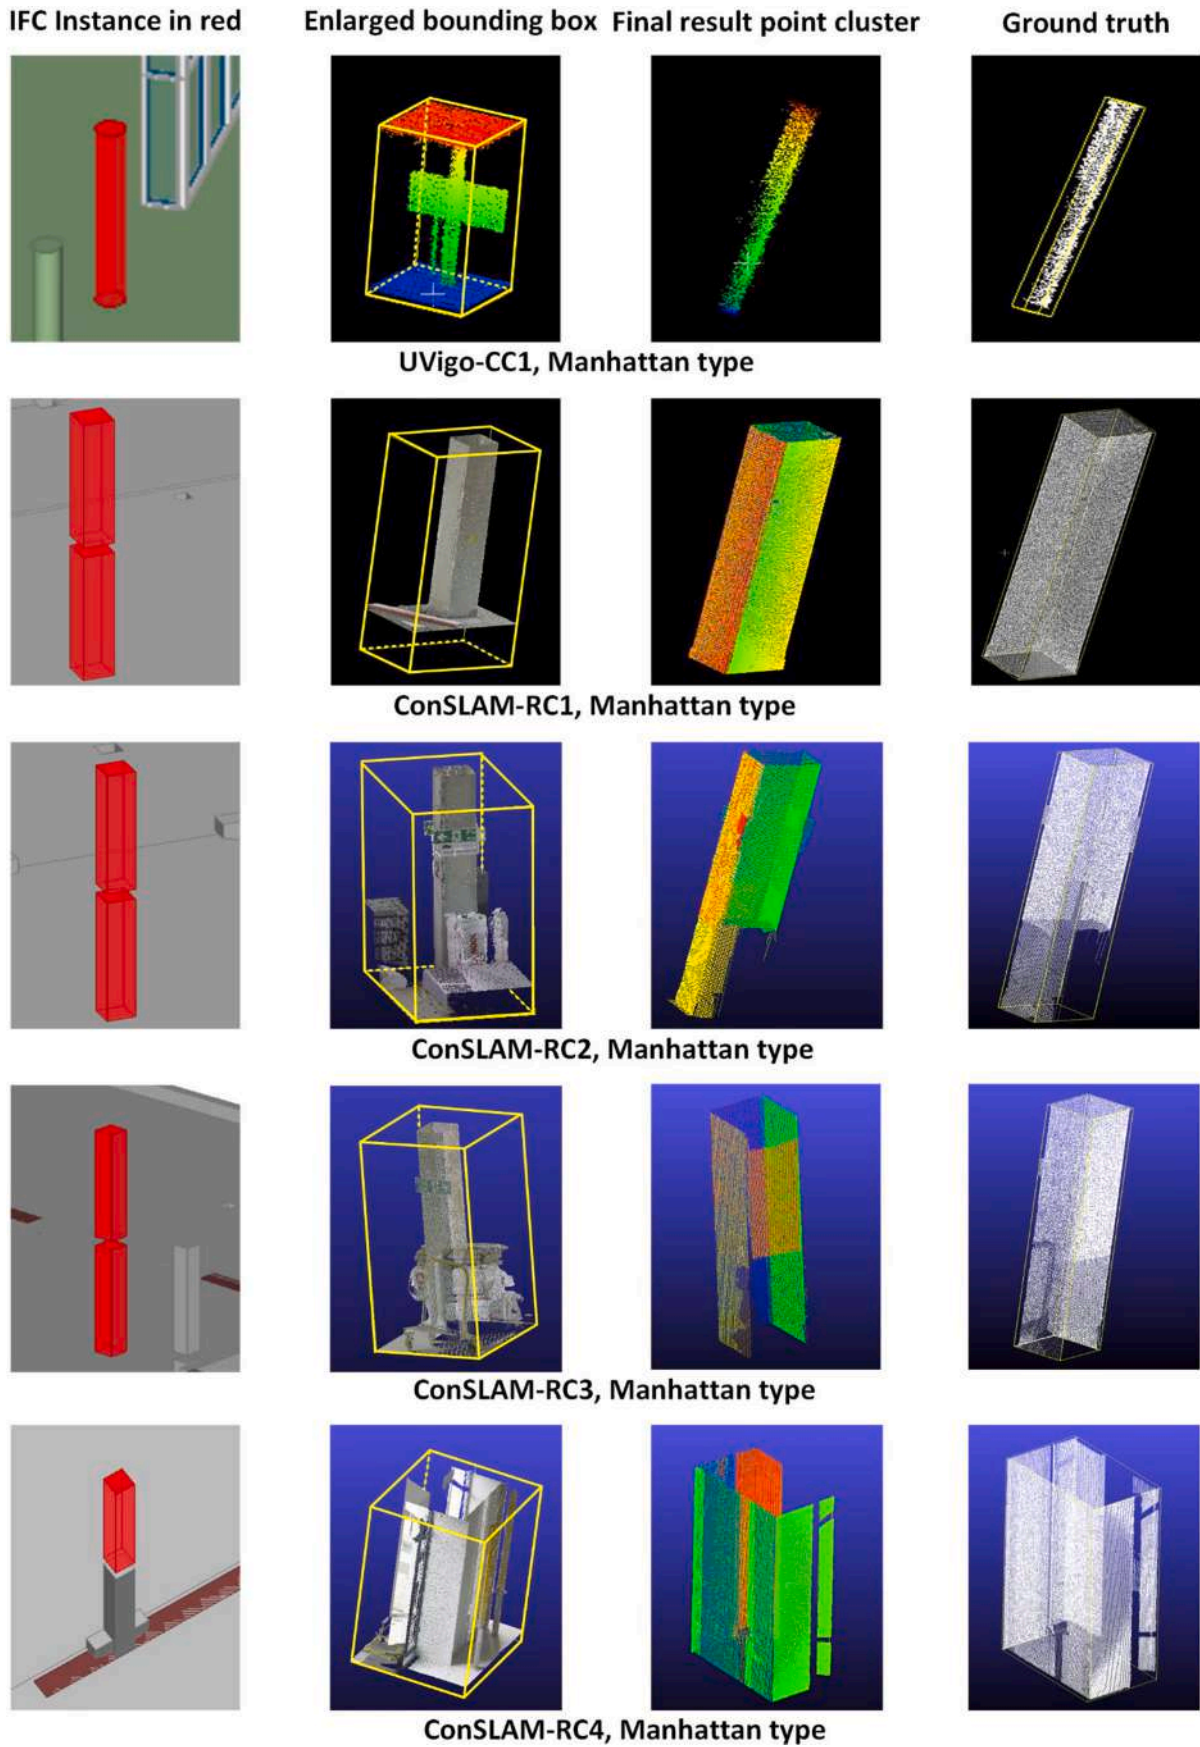 IFC Instance in red
Enlarged bounding box
Final result point cluster
Ground truth
UVigo-CC1, Manhattan type
ConSLAM-RC1, Manhattan type
ConSLAM-RC2, Manhattan type
ConSLAM-RC3, Manhattan type
ConSLAM-RC4, Manhattan type